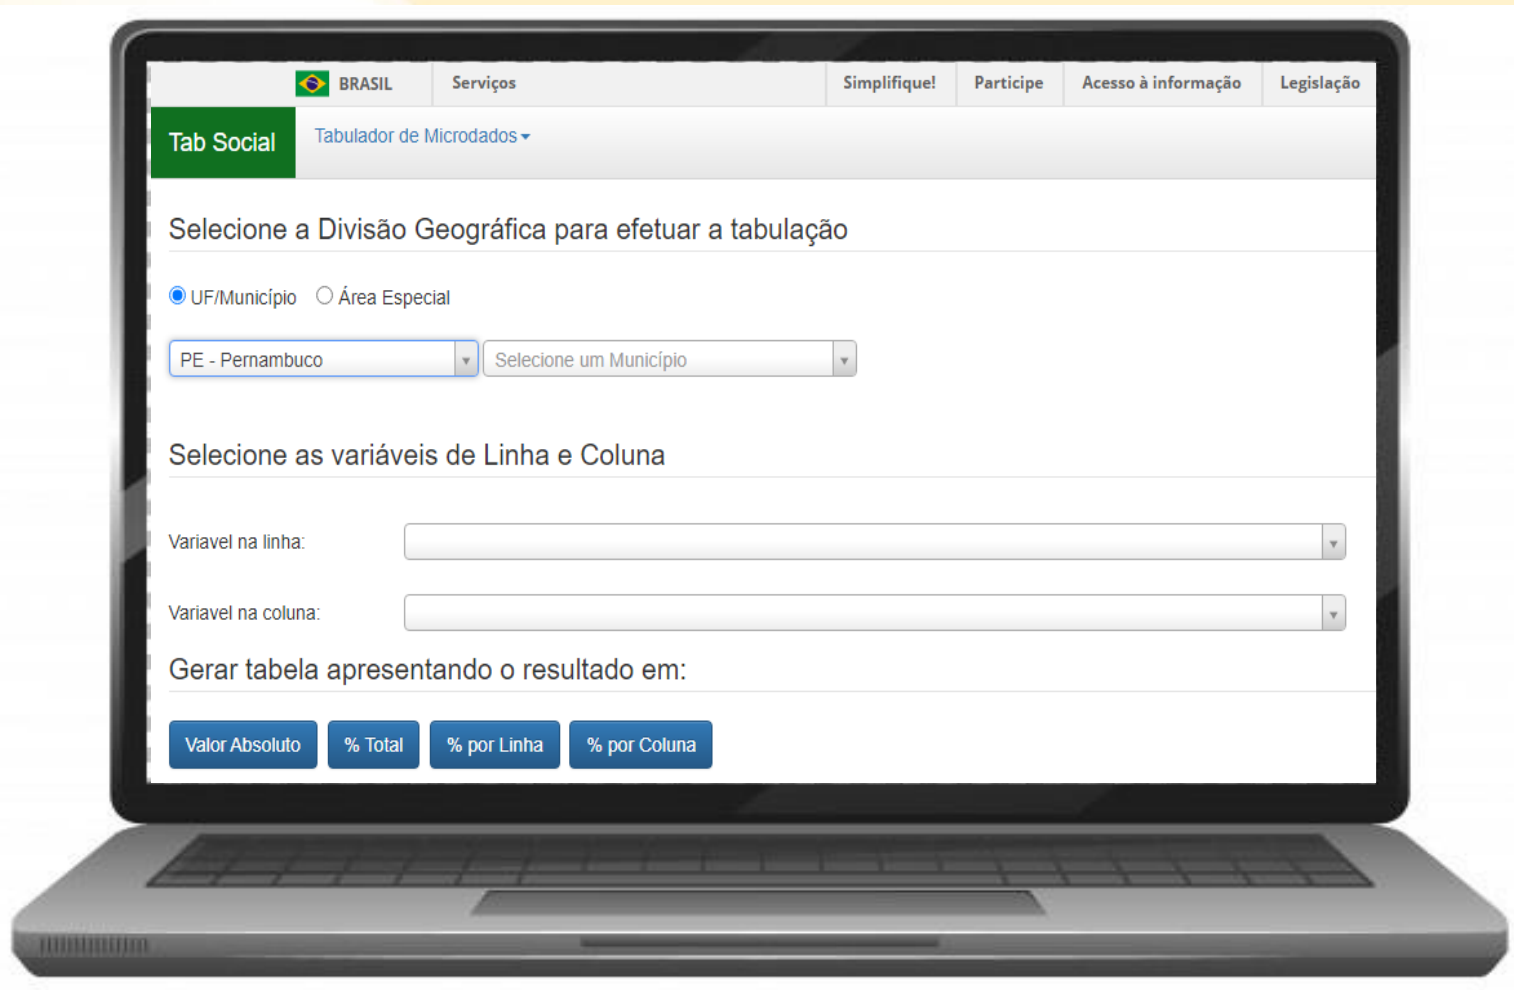 BRASIL Serviços Simplifique! Participe Acesso à informação Legislação
Tab Social Tabulador de Microdados
Selecione a Divisão Geográfica para efetuar a tabulação
UF/Município Área Especial
PE - Pernambuco Selecione um Município
Selecione as variáveis de Linha e Coluna
Variavel na linha:
Variavel na coluna:
Gerar tabela apresentando o resultado em:
Valor Absoluto % Total % por Linha % por Coluna